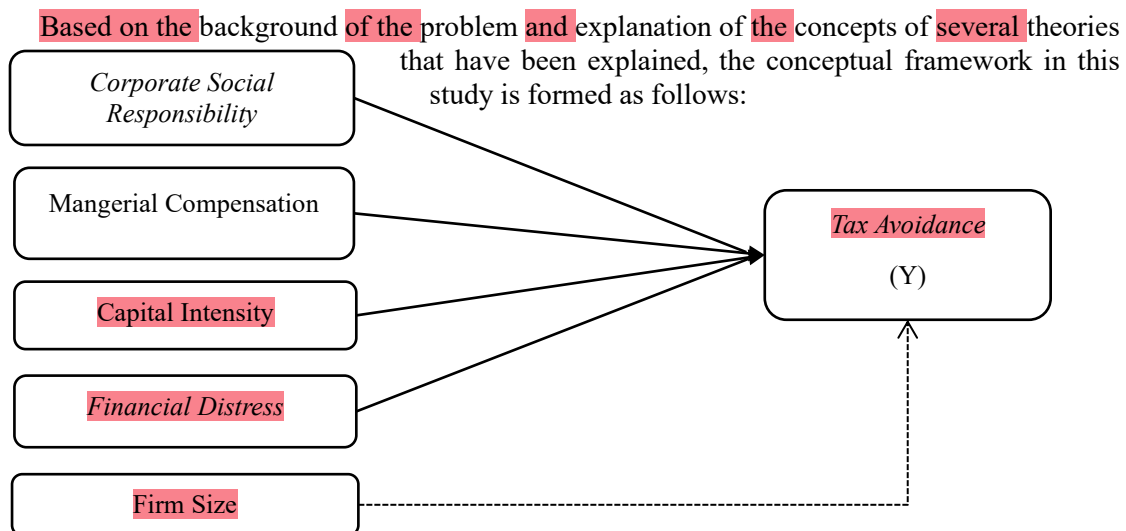 Based on the background of the problem and explanation of the concepts of several theories
that have been explained, the conceptual framework in this
study is formed as follows:
Corporate Social
Responsibility
Mangerial Compensation
Capital Intensity
Financial Distress
Firm Size
Tax Avoidance
(Y)